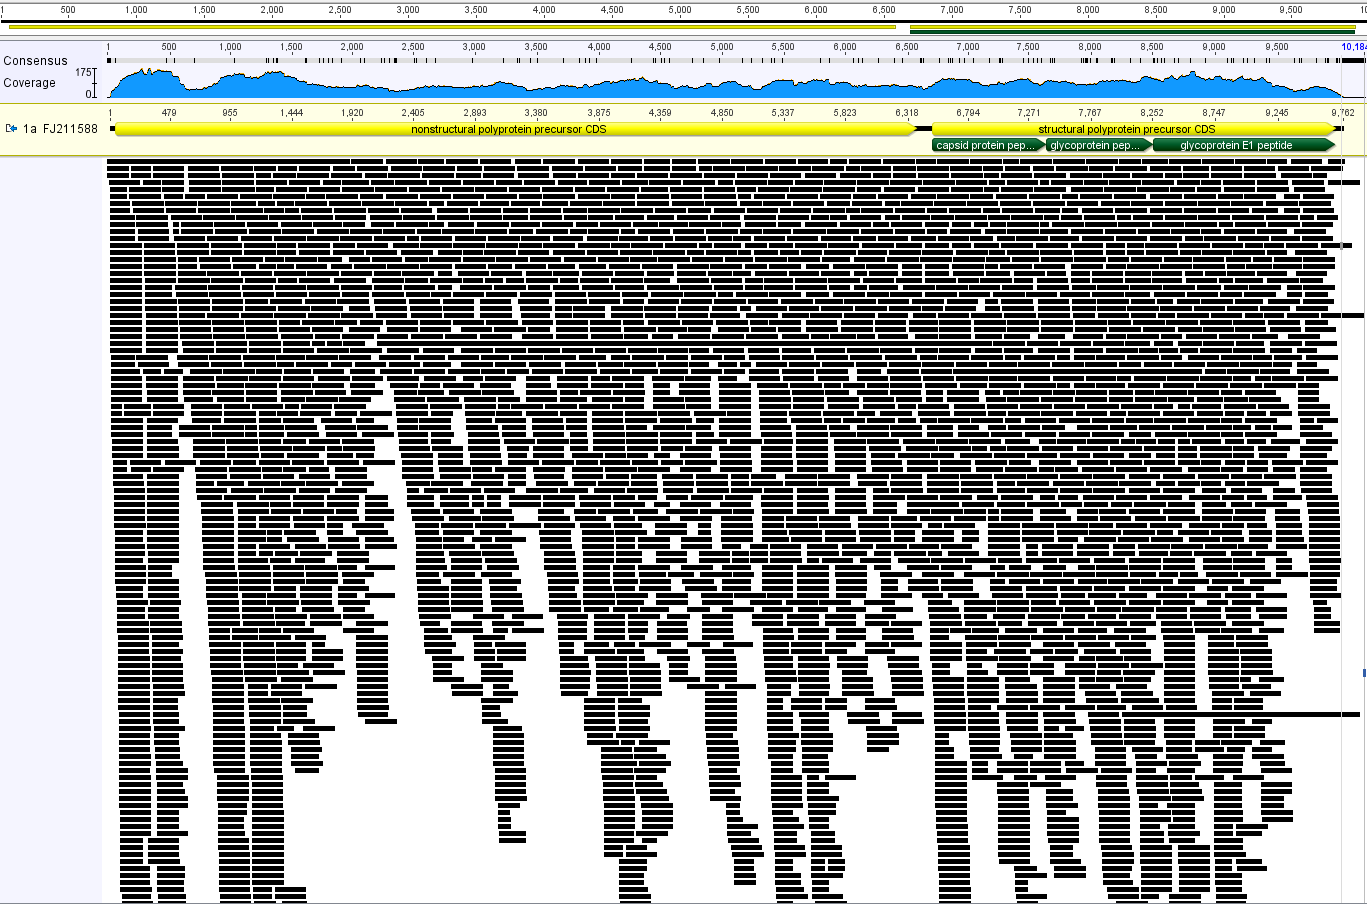 1 500 1,000 1,500 2,000 2,500 3,000 3,500 4,000 4,500 5,000 5,500 6,000 6,500 7,000 7,500 8,000 8,500 9,000 9,500 10
1 500 1,000 1,500 2,000 2,500 3,000 3,500 4,000 4,500 5,000 5,500 6,000 6,500 7,000 7,500 8,000 8,500 9,000 9,500 10,184
Consensus
175
Coverage
0
1 479 955 1,444 1,920 2,405 2,893 3,380 3,975 4,359 4,850 5,337 5,823 6,318 6,794 7,271 7,767 8,252 8,747 9,245 9,762
1a FJ211588 nonstructural polyprotein precursor CDS structural polyprotein precursor CDS
capsid protein pep... glycoprotein pep... glycoprotein E1 peptide